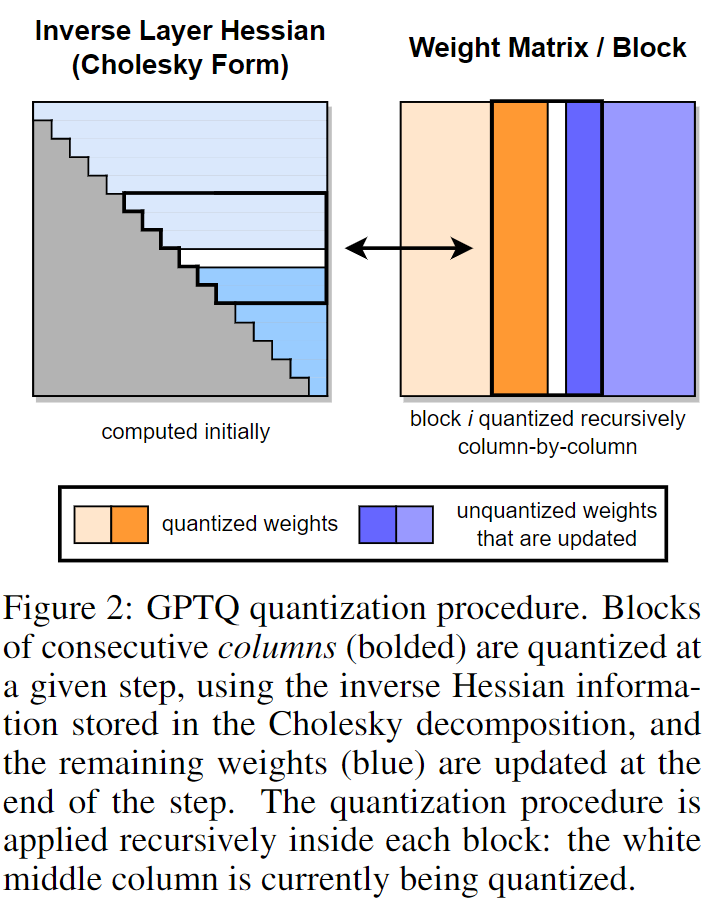 Inverse Layer Hessian
(Cholesky Form)
Weight Matrix / Block
computed initially
block i quantized recursively
column-by-column
quantized weights
unquantized weights
that are updated
Figure 2: GPTQ quantization procedure. Blocks
of consecutive columns (bolded) are quantized at
a given step, using the inverse Hessian informa-
tion stored in the Cholesky decomposition, and
the remaining weights (blue) are updated at the
end of the step. The quantization procedure is
applied recursively inside each block: the white
middle column is currently being quantized.